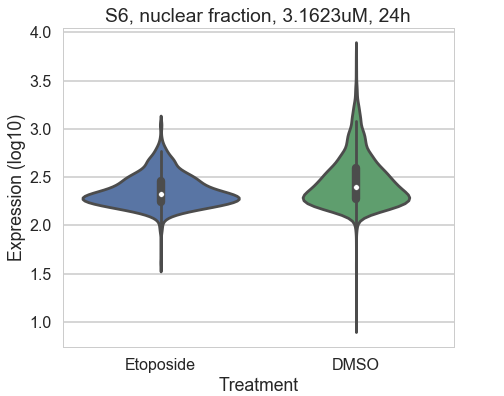 S6, nuclear fraction, 3.1623uM, 24h
4.0
3.5
3.0
2.5
2.0
1.5
1.0
Expression (log10)
Etoposide DMSO
Treatment